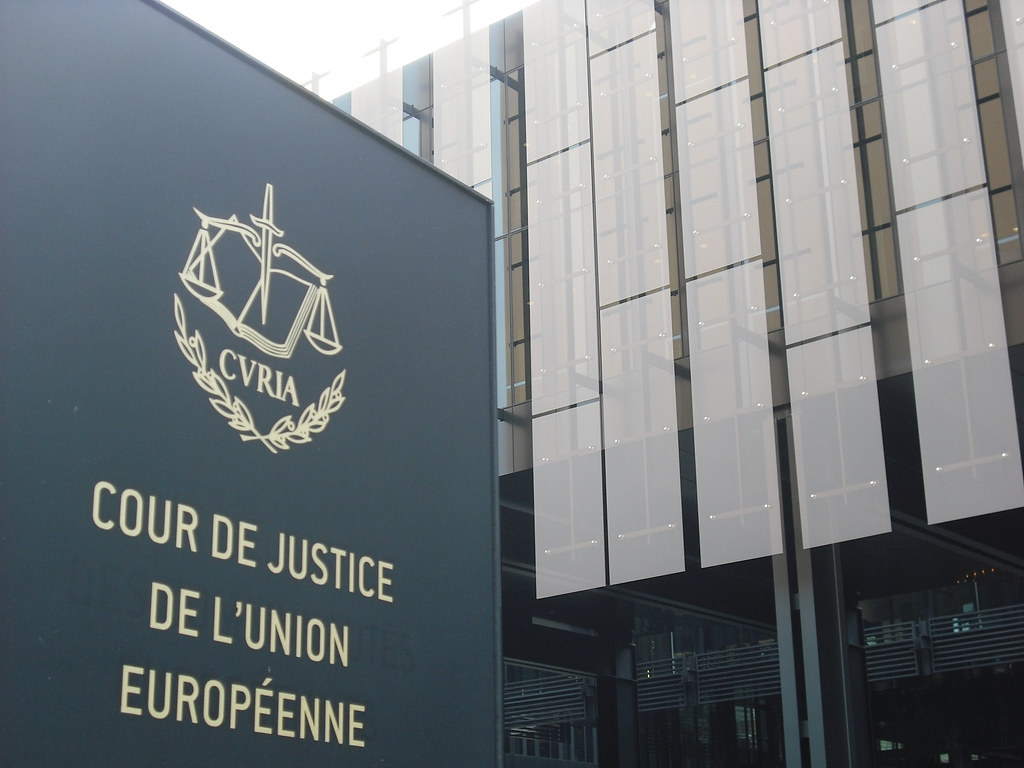 CVRIA
COUR DE JUSTICE
DE L'UNION
EUROPÉENNE